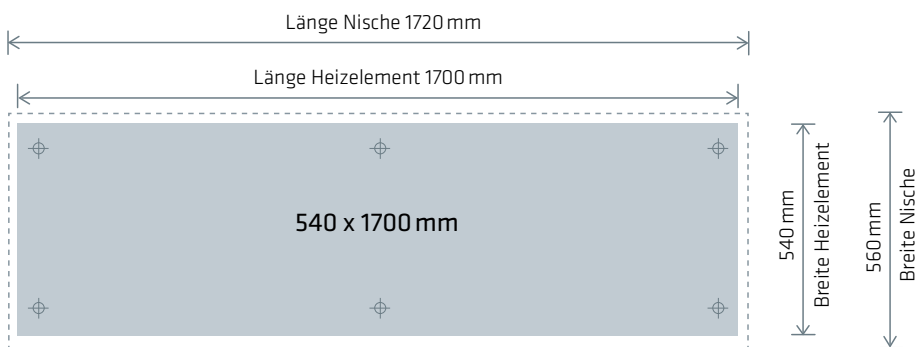 Länge Nische 1720 mm
Länge Heizelement 1700 mm
540 x 1700 mm
540 mm
Breite Heizelement
560 mm
Breite Nische